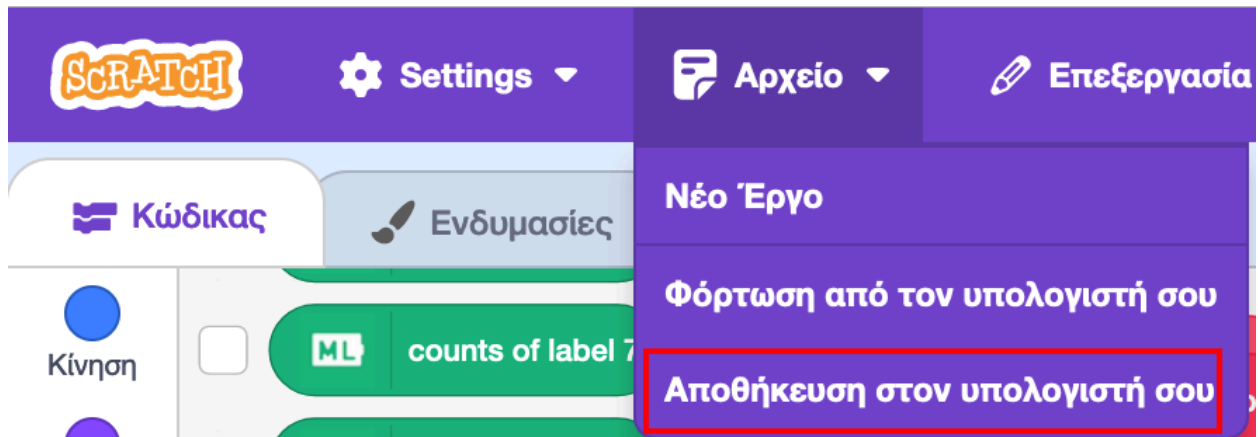 SCRATCH Settings Αρχείο Επεξεργασία
Κώδικας Ενδυμασίες
Νέο Έργο
Φόρτωση από τον υπολογιστή σου
Κίνηση
ML counts of label 7
Αποθήκευση στον υπολογιστή σου